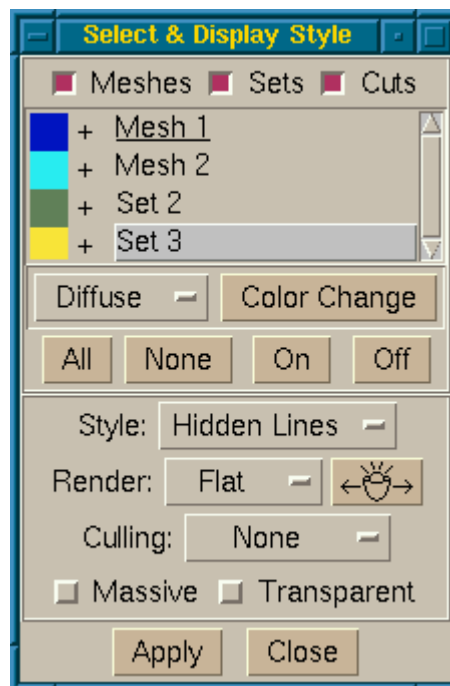 Select & Display Style
Meshes Sets Cuts
+ Mesh 1
+ Mesh 2
+ Set 2
+ Set 3
Diffuse Color Change
All None On Off
Style: Hidden Lines
Render: Flat
Culling: None
Massive Transparent
Apply Close